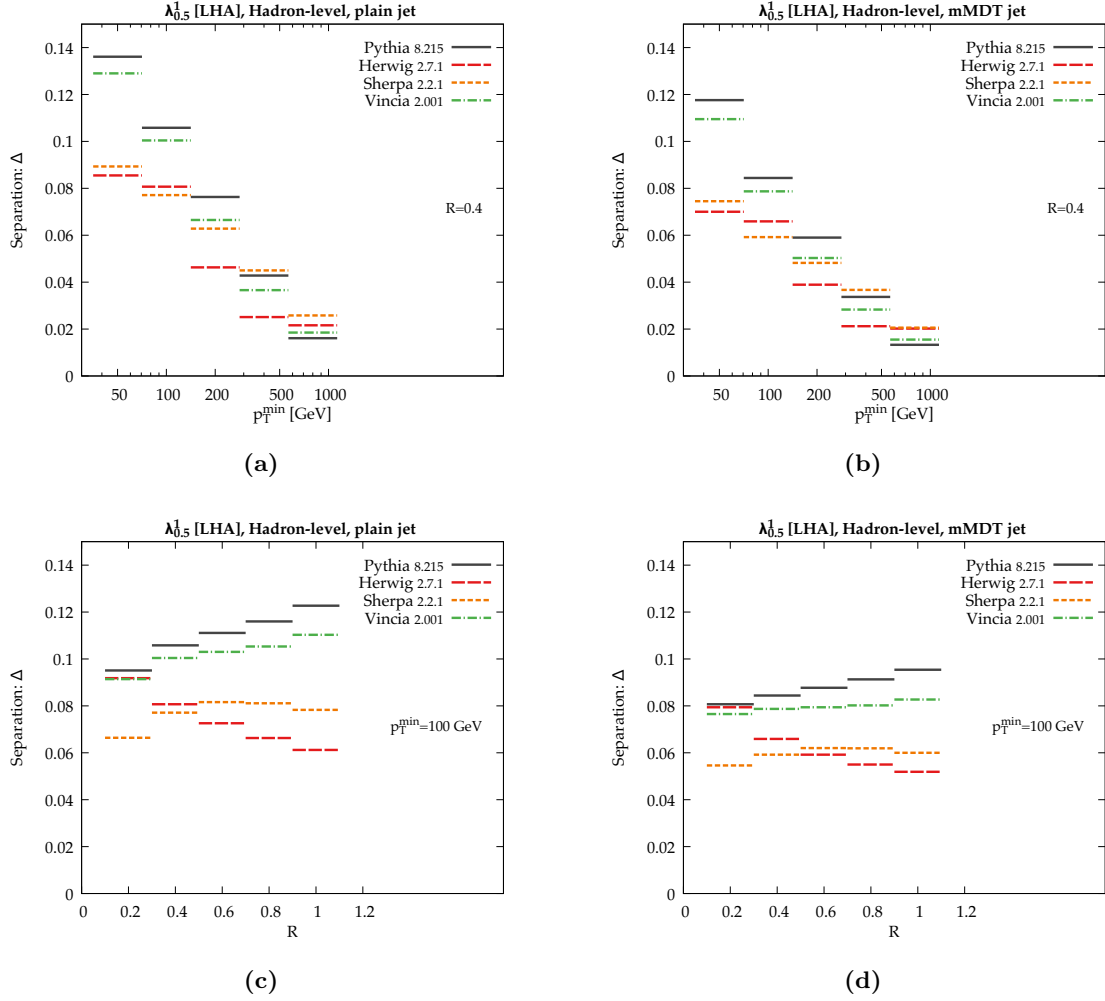 λ¹₀.₅ [LHA], Hadron-level, plain jet
Separation: Δ
0.14
0.12
0.1
0.08
0.06
0.04
0.02
0
Pythia 8.215
Herwig 2.7.1
Sherpa 2.2.1
Vincia 2.001
R=0.4
50 100 200 500 1000
p_T^min [GeV]
(a)
λ¹₀.₅ [LHA], Hadron-level, mMDT jet
Separation: Δ
0.14
0.12
0.1
0.08
0.06
0.04
0.02
0
Pythia 8.215
Herwig 2.7.1
Sherpa 2.2.1
Vincia 2.001
R=0.4
50 100 200 500 1000
p_T^min [GeV]
(b)
λ¹₀.₅ [LHA], Hadron-level, plain jet
Separation: Δ
0.14
0.12
0.1
0.08
0.06
0.04
0.02
0
Pythia 8.215
Herwig 2.7.1
Sherpa 2.2.1
Vincia 2.001
p_T^min=100 GeV
0 0.2 0.4 0.6 0.8 1 1.2
R
(c)
λ¹₀.₅ [LHA], Hadron-level, mMDT jet
Separation: Δ
0.14
0.12
0.1
0.08
0.06
0.04
0.02
0
Pythia 8.215
Herwig 2.7.1
Sherpa 2.2.1
Vincia 2.001
p_T^min=100 GeV
0 0.2 0.4 0.6 0.8 1 1.2
R
(d)